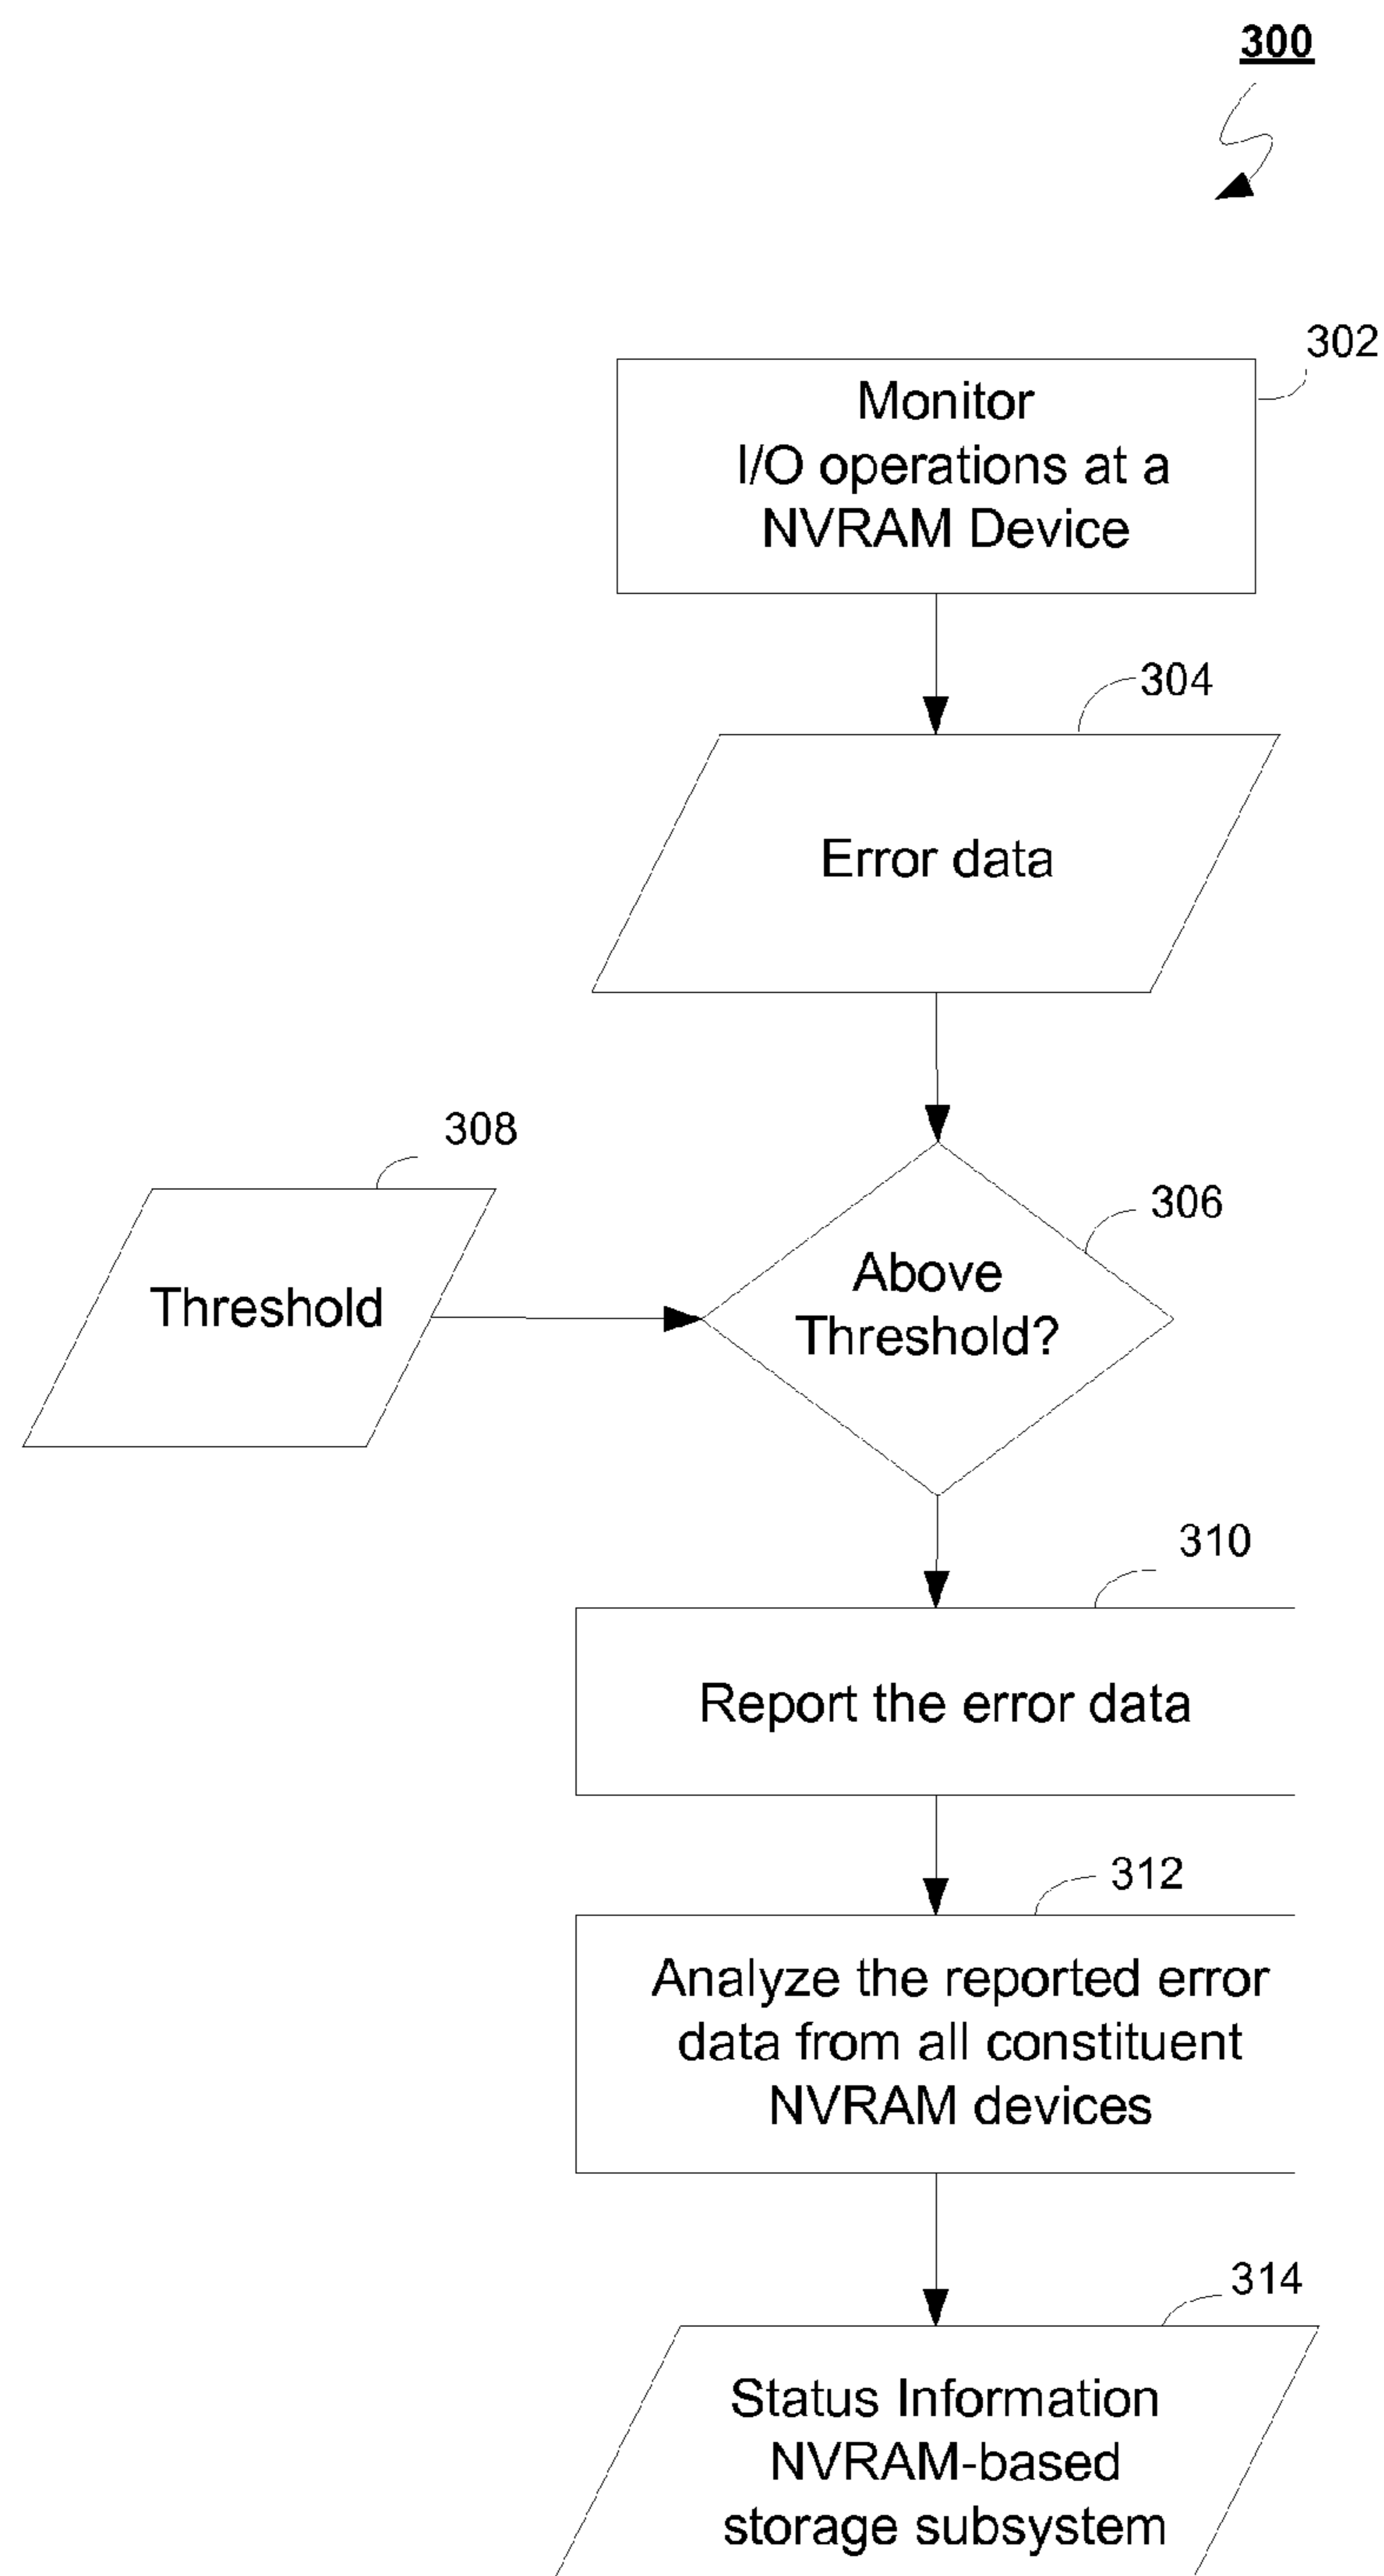 300
302
Monitor
I/O operations at a
NVRAM Device
304
Error data
308
306
Threshold
Above
Threshold?
310
Report the error data
312
Analyze the reported error
data from all constituent
NVRAM devices
314
Status Information
NVRAM-based
storage subsystem